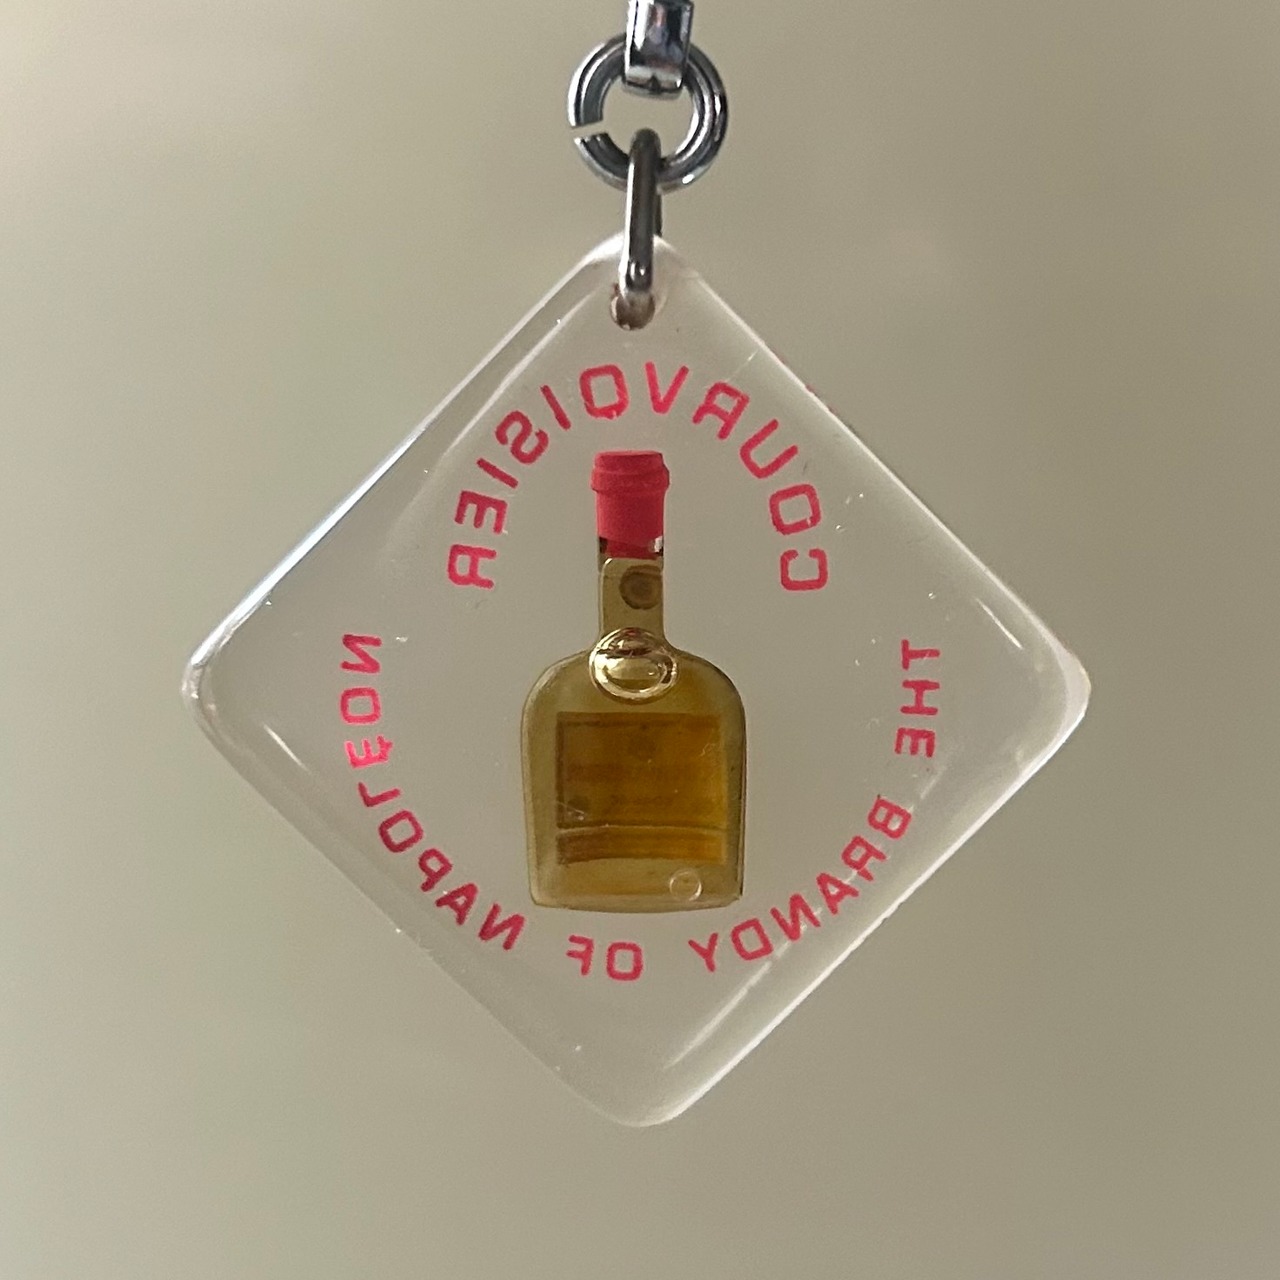 COURVOISIER
THE BRANDY OF NAPOLEON